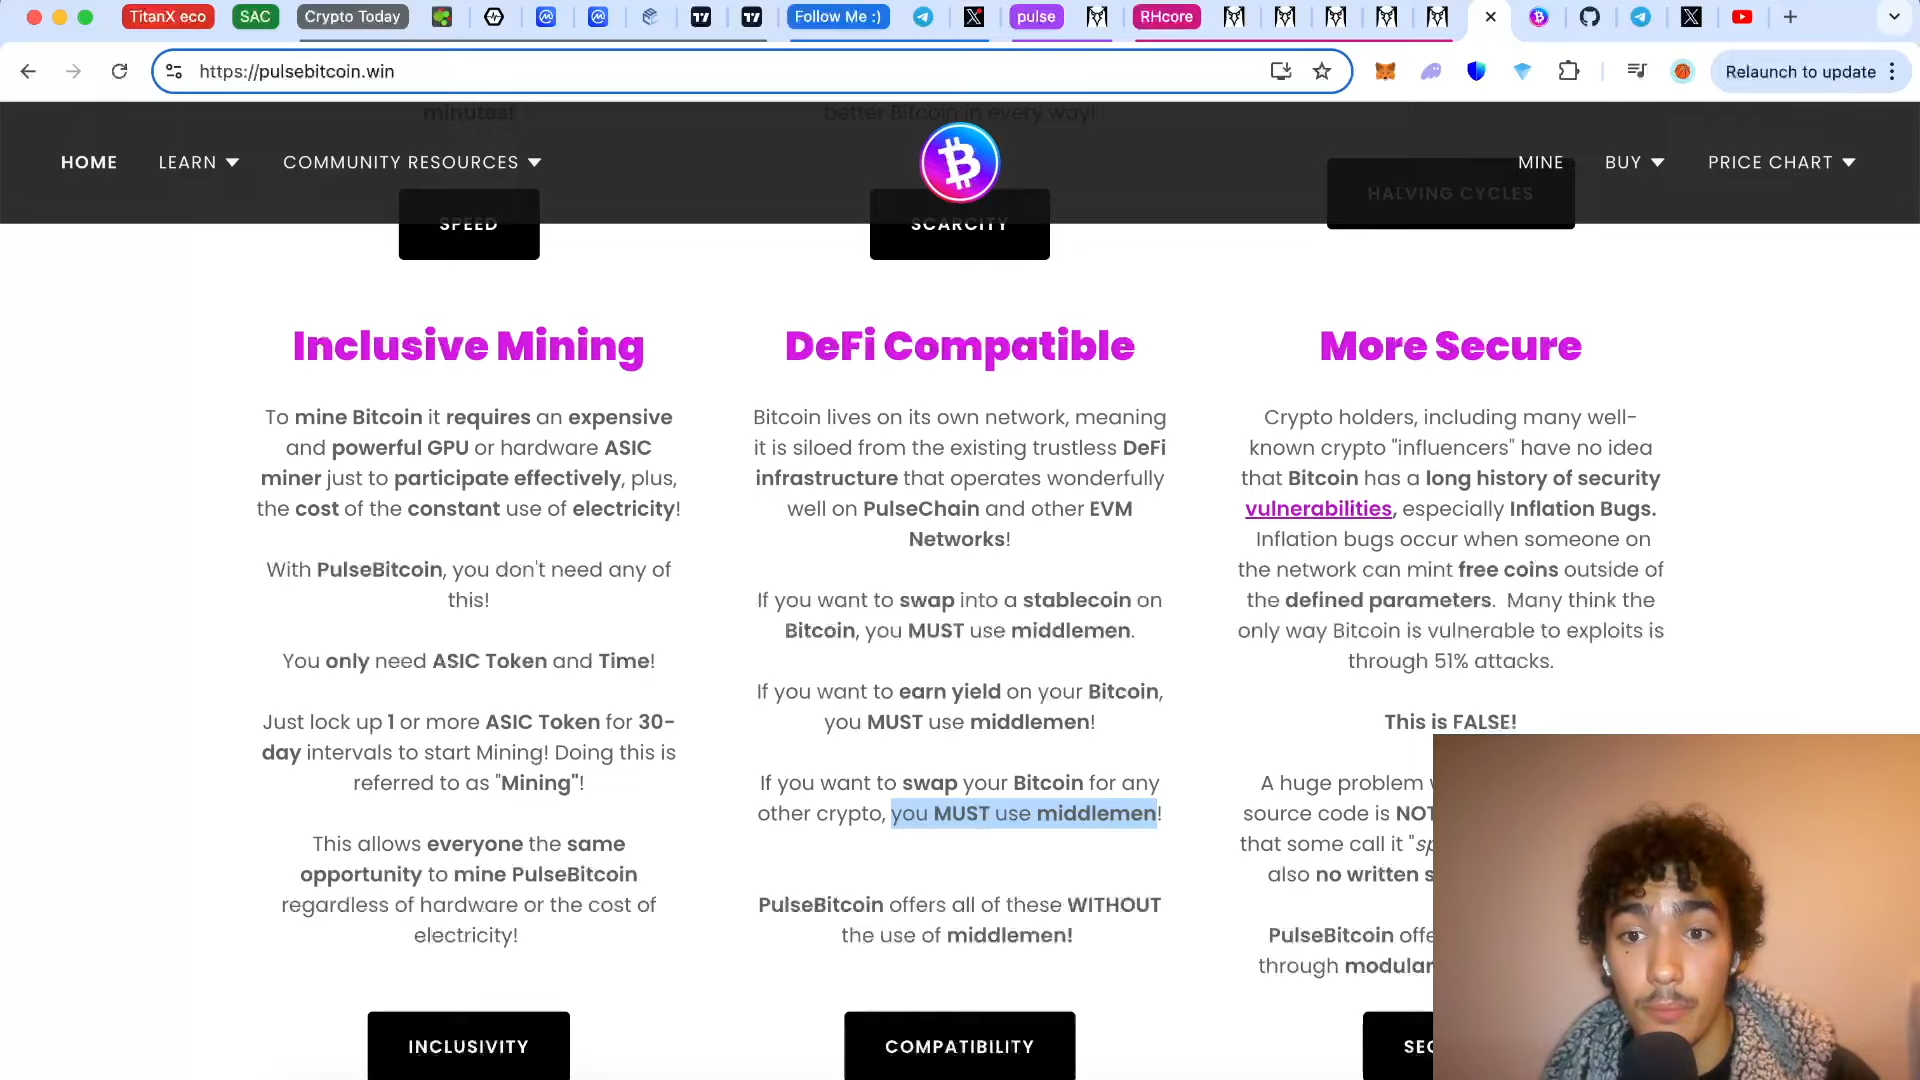 TitanX eco
SAC
Crypto Today
Follow Me :)
pulse
RHcore
https://pulsebitcoin.win
Relaunch to update
minutes!
better Bitcoin in every way!
HOME
LEARN
COMMUNITY RESOURCES
MINE
BUY
PRICE CHART
SPEED
SCARCITY
HALVING CYCLES
Inclusive Mining
To mine Bitcoin it requires an expensive
and powerful GPU or hardware ASIC
miner just to participate effectively, plus,
the cost of the constant use of electricity!
With PulseBitcoin, you don't need any of
this!
You only need ASIC Token and Time!
Just lock up 1 or more ASIC Token for 30-
day intervals to start Mining! Doing this is
referred to as "Mining"!
This allows everyone the same
opportunity to mine PulseBitcoin
regardless of hardware or the cost of
electricity!
INCLUSIVITY
DeFi Compatible
Bitcoin lives on its own network, meaning
it is siloed from the existing trustless DeFi
infrastructure that operates wonderfully
well on PulseChain and other EVM
Networks!
If you want to swap into a stablecoin on
Bitcoin, you MUST use middlemen.
If you want to earn yield on your Bitcoin,
you MUST use middlemen!
If you want to swap your Bitcoin for any
other crypto, you MUST use middlemen!
PulseBitcoin offers all of these WITHOUT
the use of middlemen!
COMPATIBILITY
More Secure
Crypto holders, including many well-
known crypto "influencers" have no idea
that Bitcoin has a long history of security
vulnerabilities, especially Inflation Bugs.
Inflation bugs occur when someone on
the network can mint free coins outside of
the defined parameters. Many think the
only way Bitcoin is vulnerable to exploits is
through 51% attacks.
This is FALSE!
A huge problem
source code is NOT
that some call it "sp
also no written s
PulseBitcoin offe
through modular
SEC